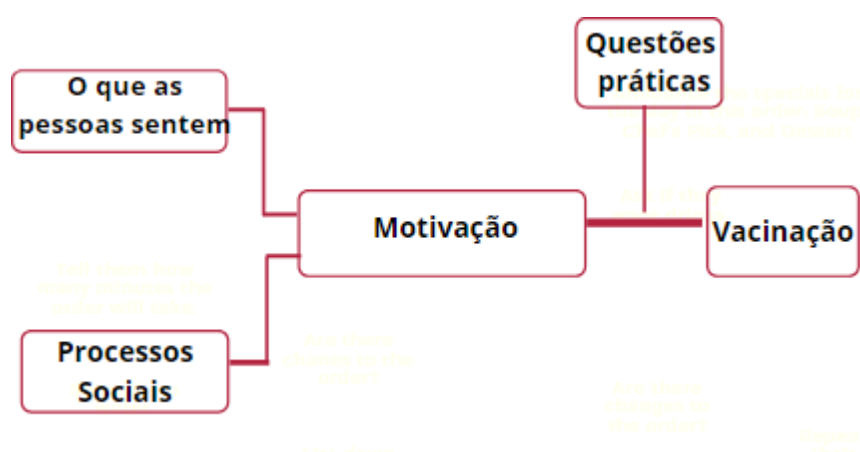 O que as
pessoas sentem
Questões
práticas
Motivação
Vacinação
Processos
Sociais